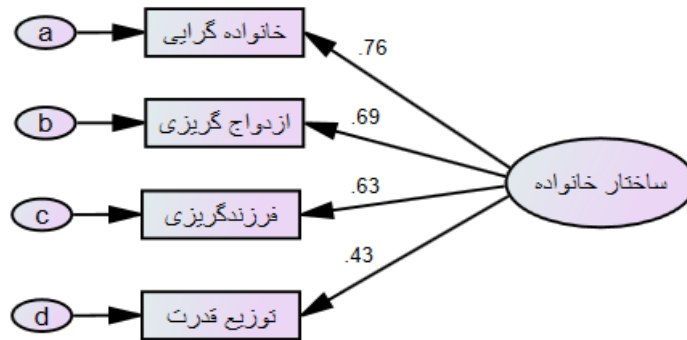 a
خانواده گرایی
.76
b
ازدواج گریزی
.69
ساختار خانواده
c
فرزندگریزی
.63
d
توزیع قدرت
.43